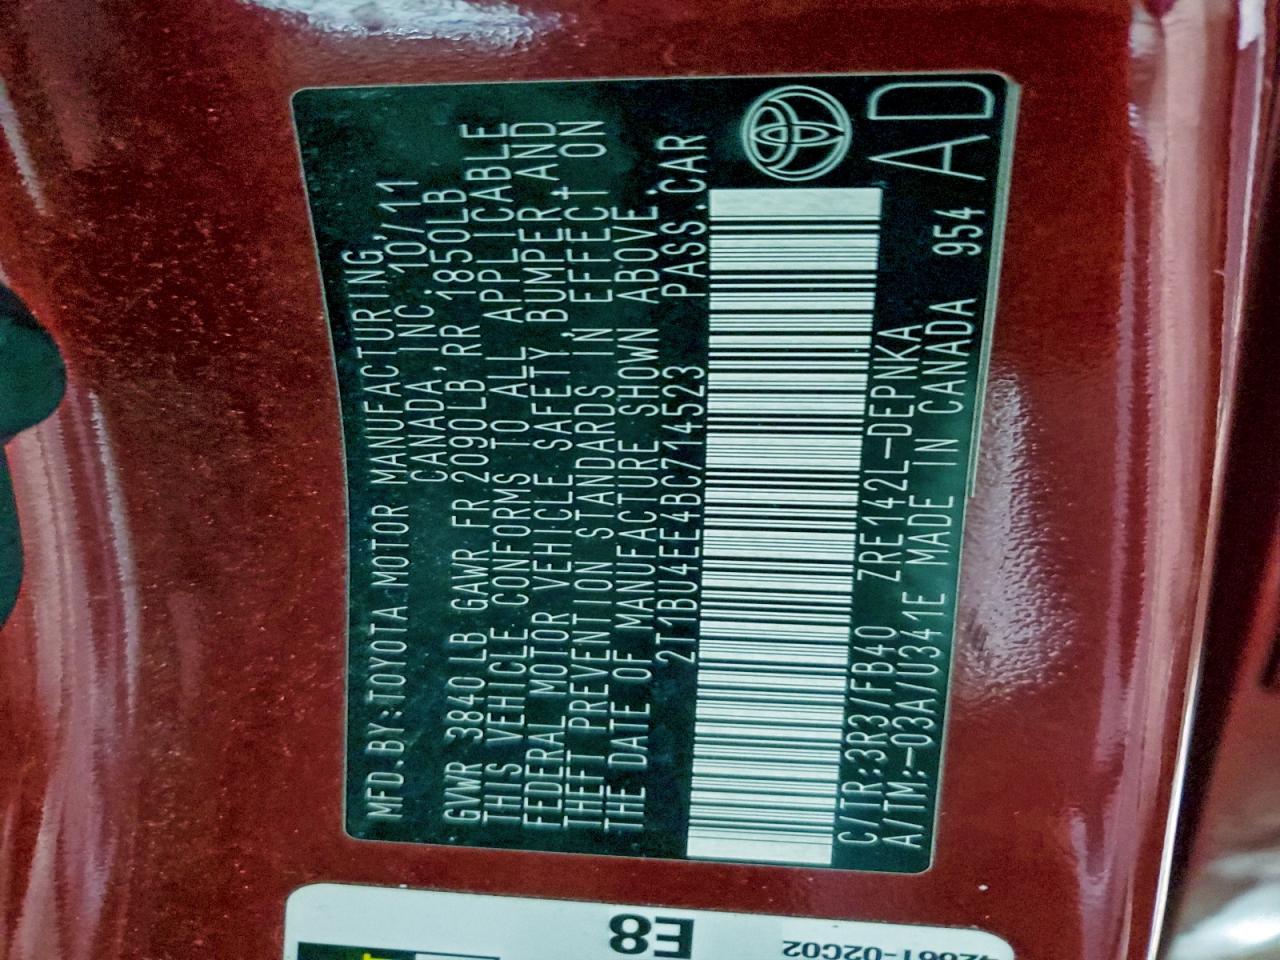 MFD.BY:TOYOTA MOTOR MANUFACTURING,
CANADA, INC. 10/11
GVWR 3840 LB GAWR FR 2090LB, RR 1850LB
THIS VEHICLE CONFORMS TO ALL APPLICABLE
FEDERAL MOTOR VEHICLE SAFETY, BUMPER, AND
THEFT PREVENTION STANDARDS IN EFFECT ON
THE DATE OF MANUFACTURE SHOWN ABOVE.
2T1BU4EE4BC714523 PASS.CAR
C/TR:3R3/FB40 ZRE142L-DEPNKA
A/TM:-03A/U341E MADE IN CANADA 954 AD
E8
42661-02C02